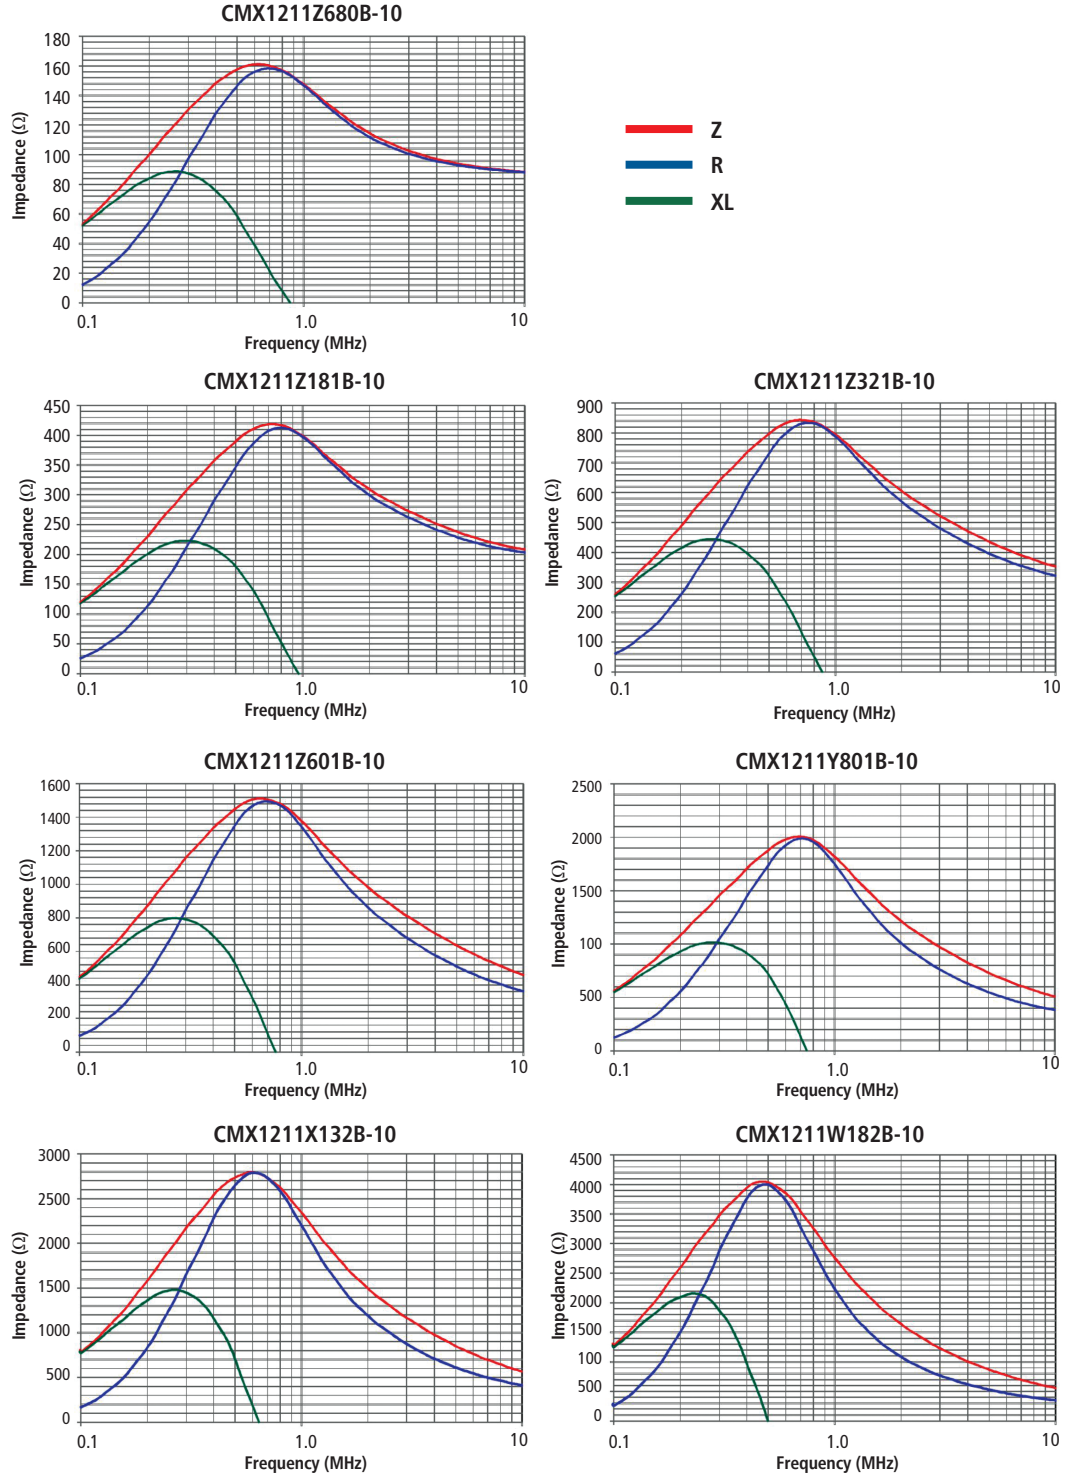 CMX1211Z680B-10
180
160
140
120
100
80
60
40
20
0
Impedance (Ω)
0.1 1.0 10
Frequency (MHz)
Z
R
XL
CMX1211Z181B-10
450
400
350
300
250
200
150
100
50
0
Impedance (Ω)
0.1 1.0 10
Frequency (MHz)
CMX1211Z321B-10
900
800
700
600
500
400
300
200
100
0
Impedance (Ω)
0.1 1.0 10
Frequency (MHz)
CMX1211Z601B-10
1600
1400
1200
1000
800
600
400
200
0
Impedance (Ω)
0.1 1.0 10
Frequency (MHz)
CMX1211Y801B-10
2500
2000
1500
100
500
0
Impedance (Ω)
0.1 1.0 10
Frequency (MHz)
CMX1211X132B-10
3000
2500
2000
1500
1000
500
0
Impedance (Ω)
0.1 1.0 10
Frequency (MHz)
CMX1211W182B-10
4500
4000
3500
3000
2500
2000
1500
100
500
0
Impedance (Ω)
0.1 1.0 10
Frequency (MHz)